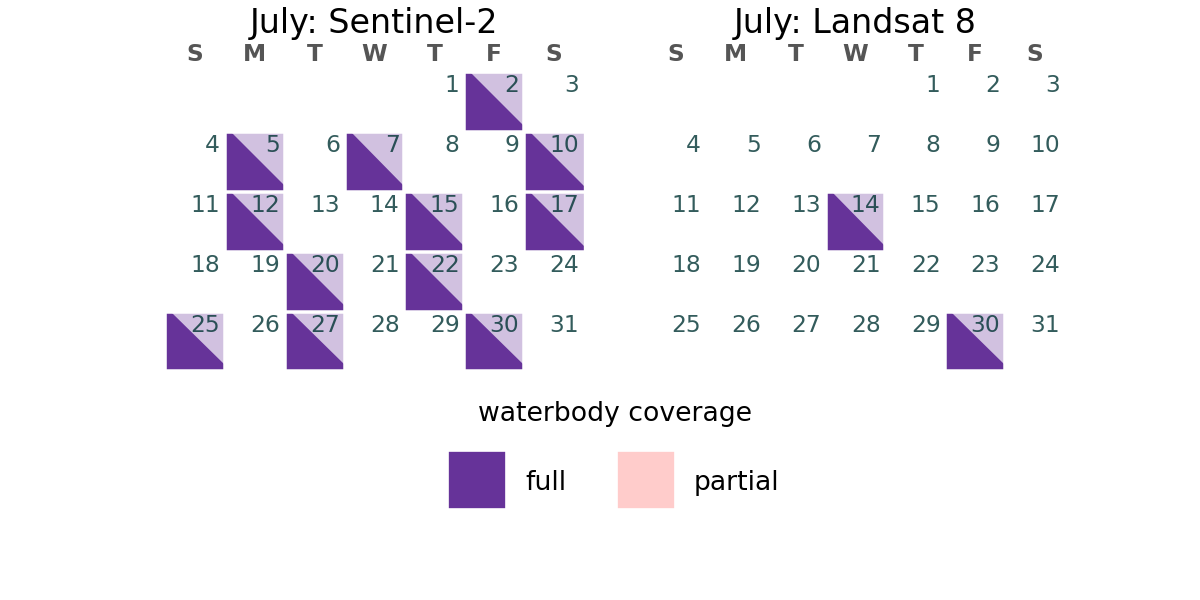 July: Sentinel-2
S M T W T F S
1 2 3
4 5 6 7 8 9 10
11 12 13 14 15 16 17
18 19 20 21 22 23 24
25 26 27 28 29 30 31
July: Landsat 8
S M T W T F S
1 2 3
4 5 6 7 8 9 10
11 12 13 14 15 16 17
18 19 20 21 22 23 24
25 26 27 28 29 30 31
waterbody coverage
full partial